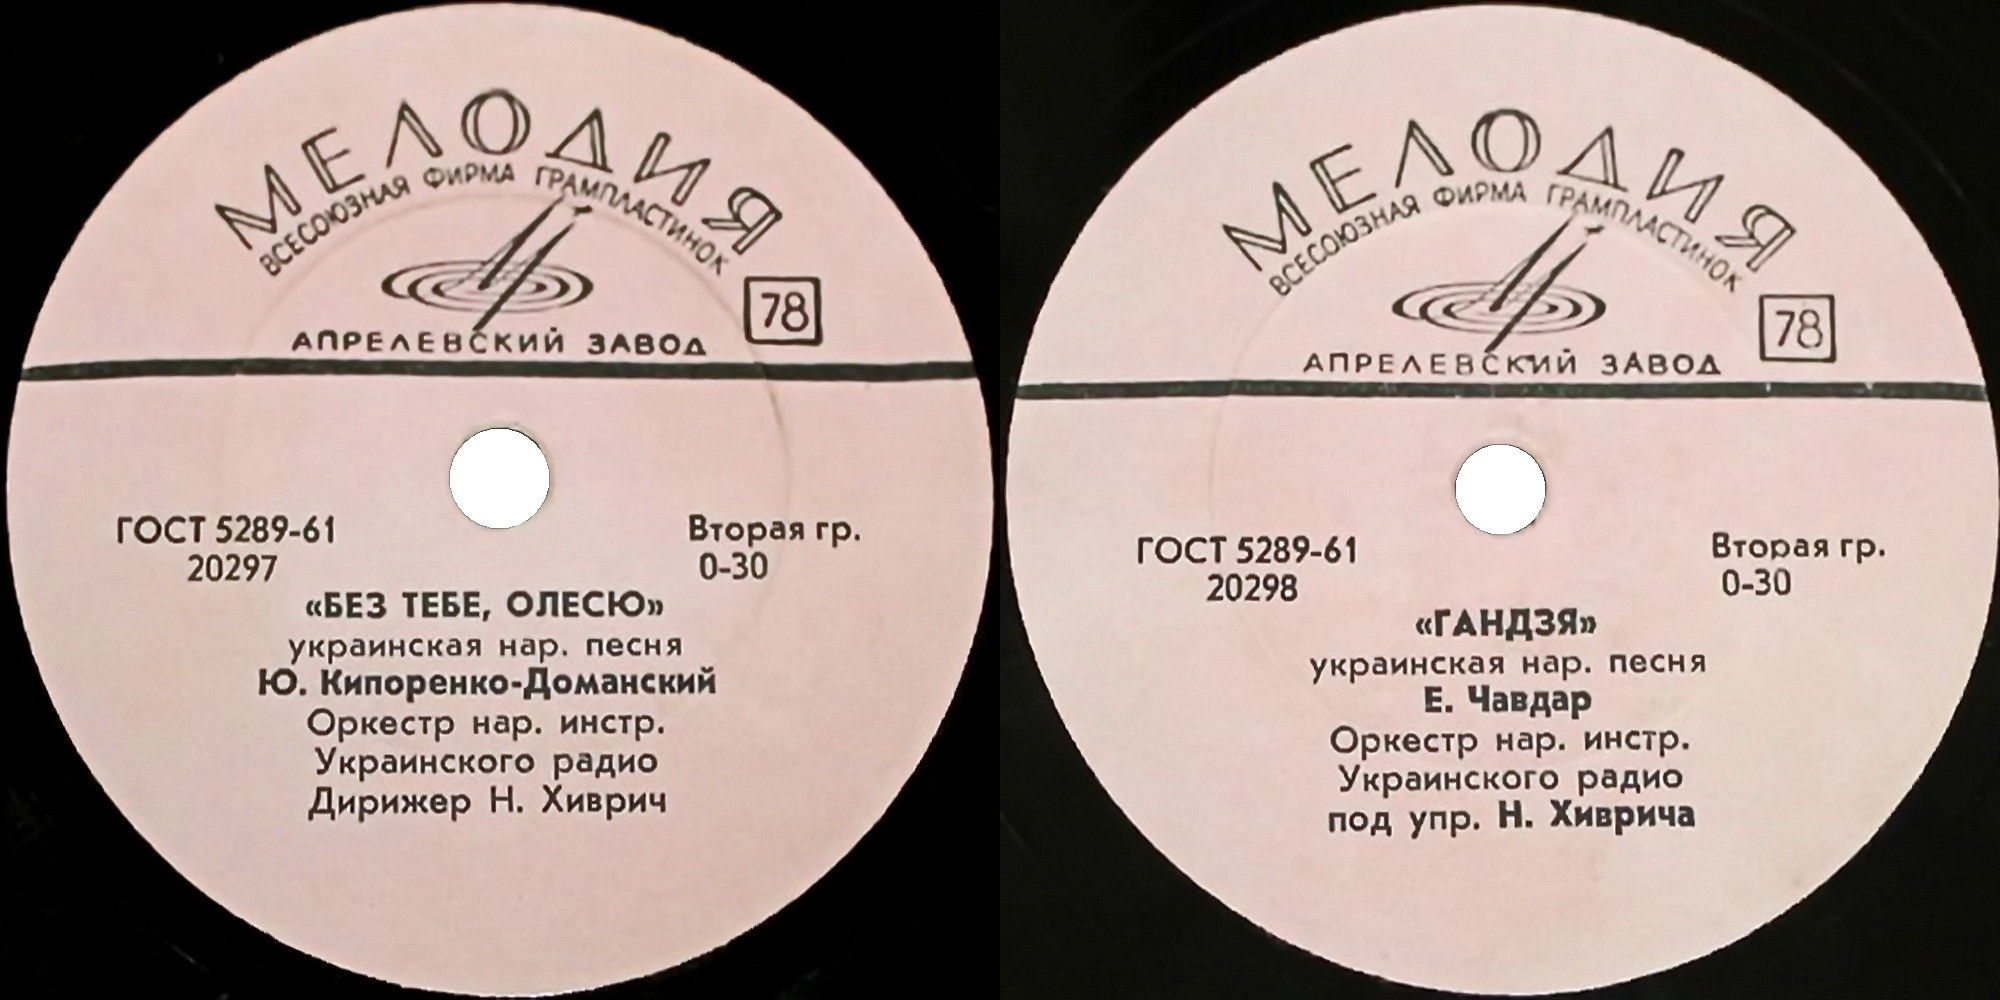 МЕЛОДИЯ
ВСЕСОЮЗНАЯ ФИРМА ГРАМПЛАСТИНОК
АПРЕЛЕВСКИЙ ЗАВОД
78
ГОСТ 5289-61
20297
Вторая гр.
0-30
«БЕЗ ТЕБЕ, ОЛЕСЮ»
украинская нар. песня
Ю. Кипоренко-Доманский
Оркестр нар. инстр.
Украинского радио
Дирижер Н. Хиврич
МЕЛОДИЯ
ВСЕСОЮЗНАЯ ФИРМА ГРАМПЛАСТИНОК
АПРЕЛЕВСКИЙ ЗАВОД
78
ГОСТ 5289-61
20298
Вторая гр.
0-30
«ГАНДЗЯ»
украинская нар. песня
Е. Чавдар
Оркестр нар. инстр.
Украинского радио
под упр. Н. Хиврича